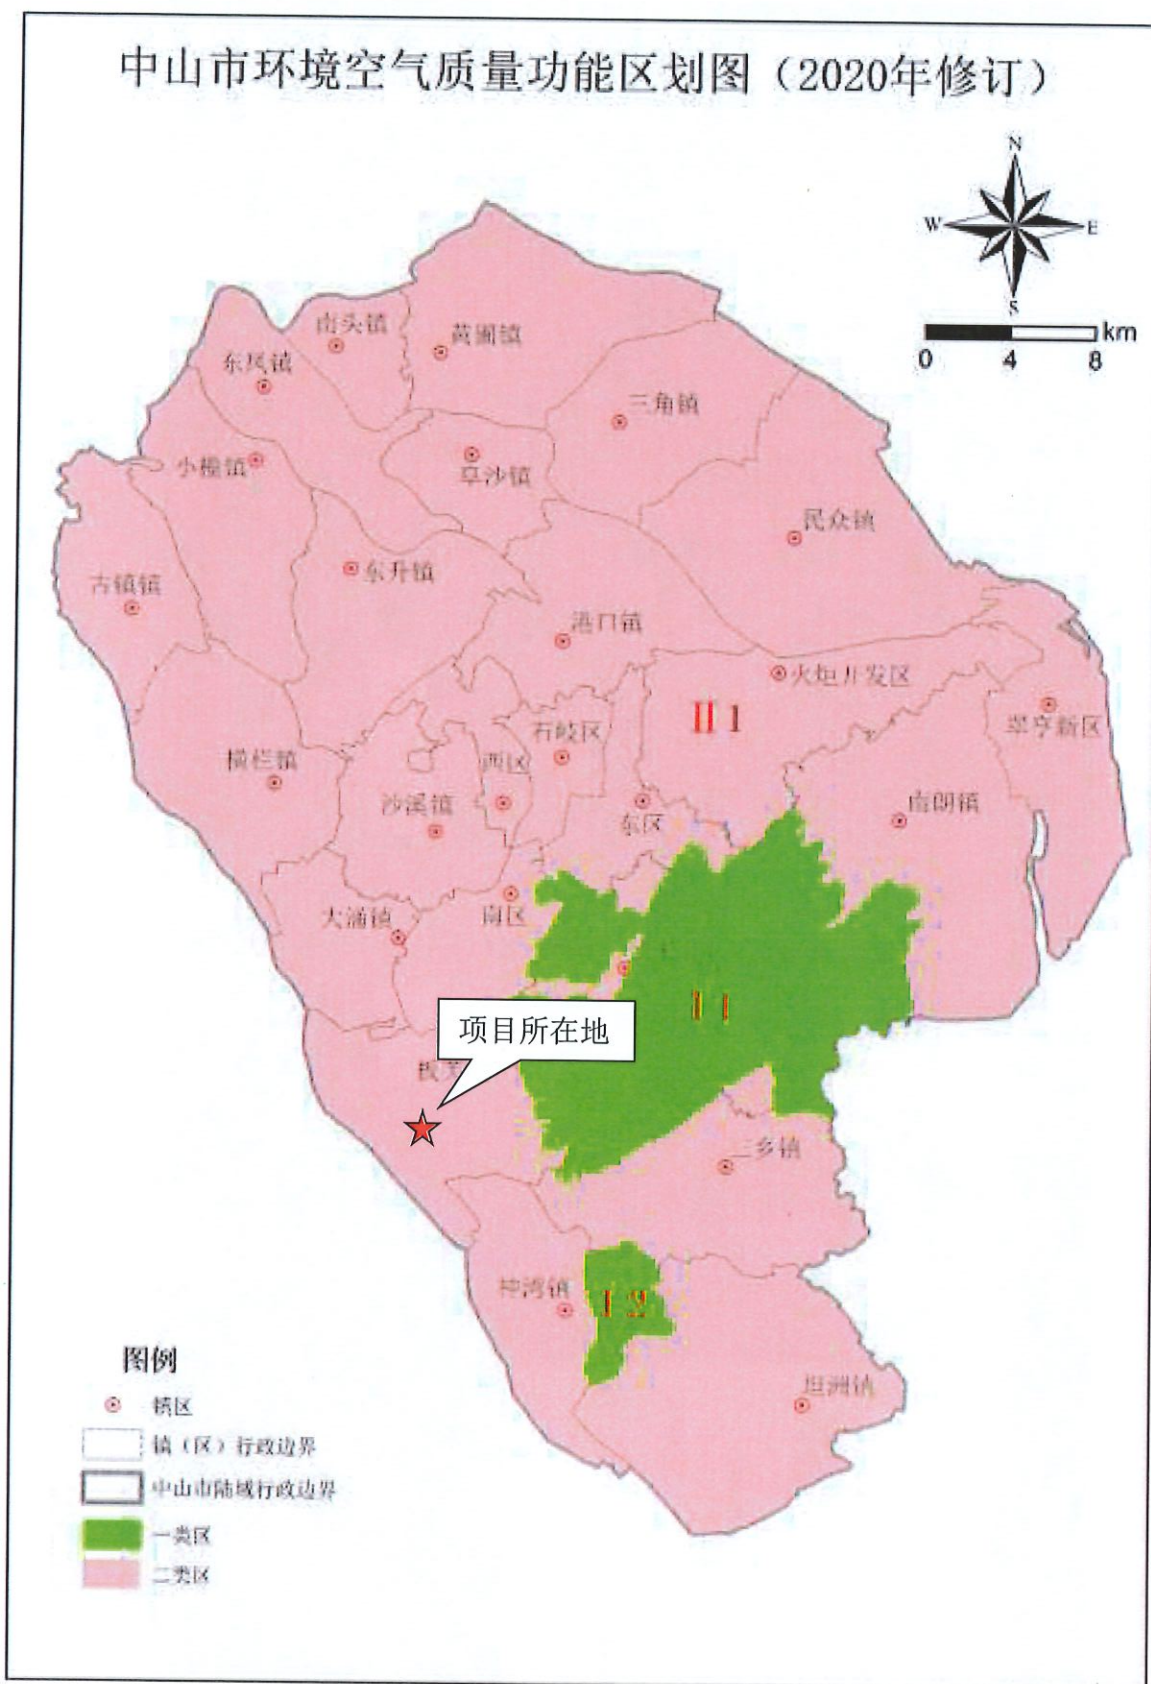 中山市环境空气质量功能区划图（2020年修订）
N
W E
S
km
0 4 8
南头镇
黄圃镇
东凤镇
三角镇
小榄镇
阜沙镇
民众镇
东升镇
古镇镇
港口镇
火炬开发区
II 1
翠亨新区
石岐区
横栏镇
西区
沙溪镇
东区
南朗镇
大涌镇
南区
I 1
项目所在地
板芙
三乡镇
神湾镇
I 2
坦洲镇
图例
镇区
镇（区）行政边界
中山市陆域行政边界
一类区
二类区